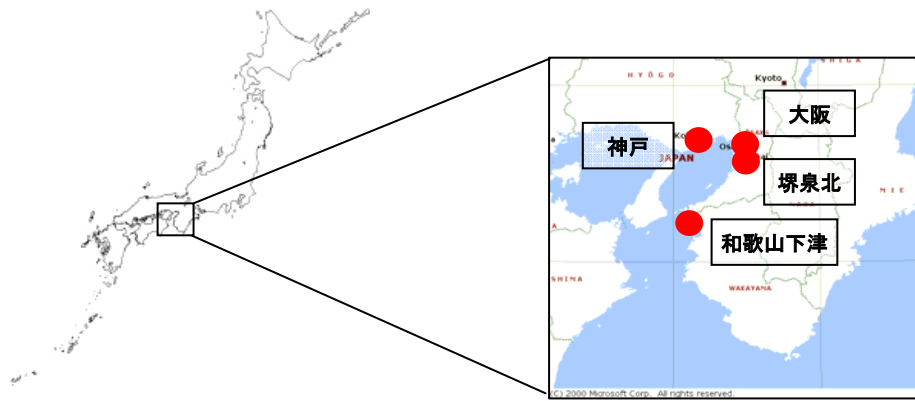 HYŌGO
SHIGA
Kyoto
大阪
神戸
JAPAN
堺泉北
MIE
和歌山下津
WAKAYAMA
(C) 2000 Microsoft Corp. All rights reserved.